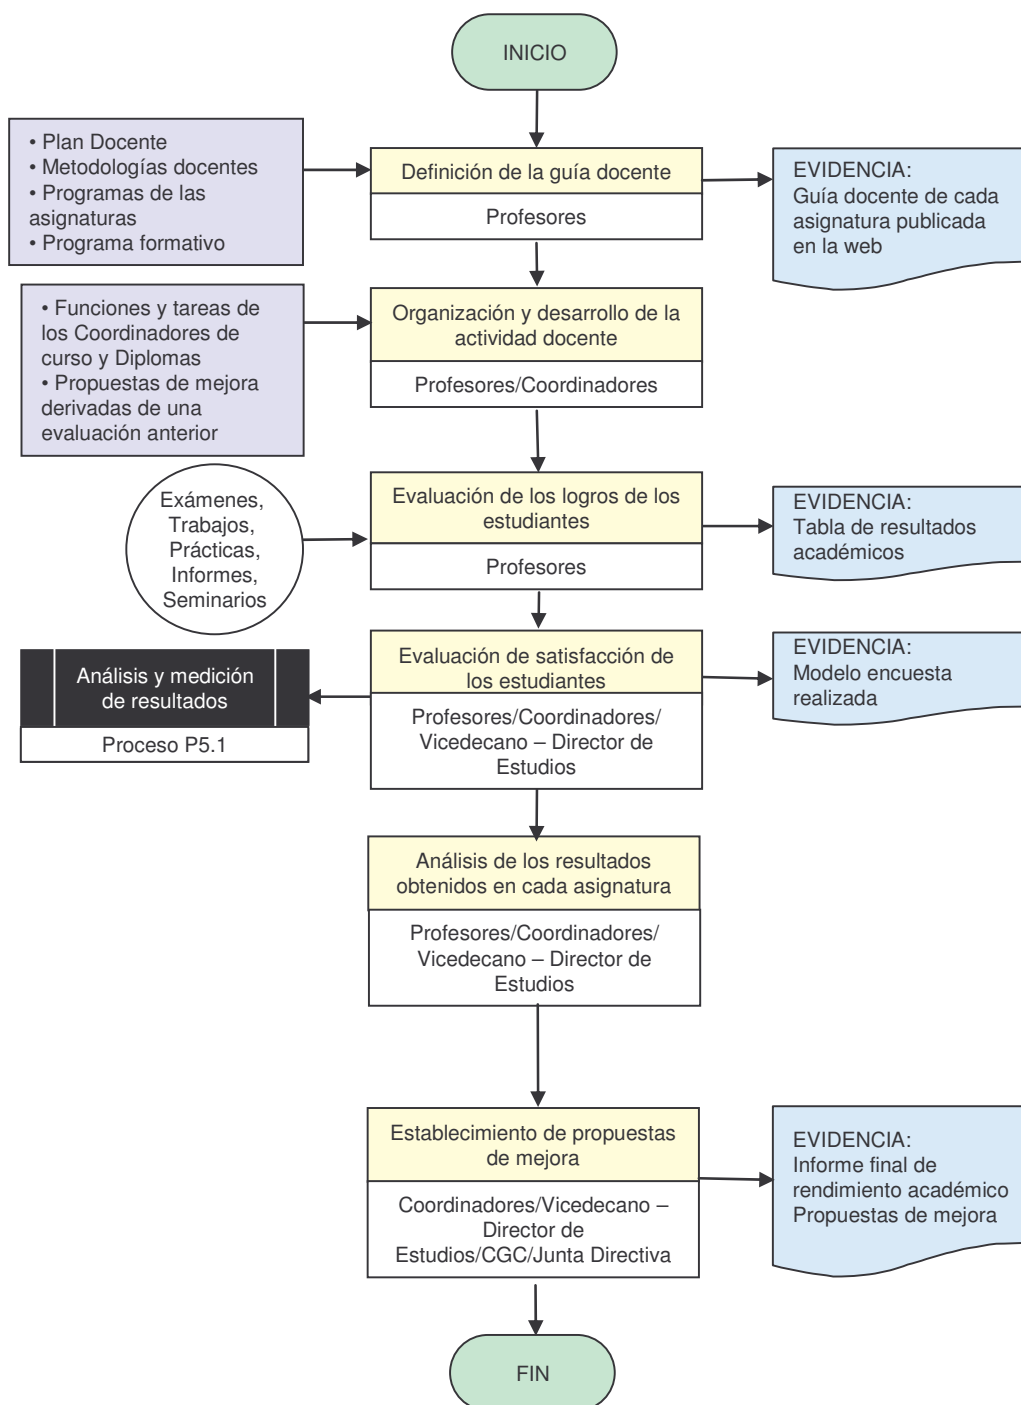 INICIO
• Plan Docente
• Metodologías docentes
• Programas de las
asignaturas
• Programa formativo
Definición de la guía docente
Profesores
EVIDENCIA:
Guía docente de cada
asignatura publicada
en la web
• Funciones y tareas de
los Coordinadores de
curso y Diplomas
• Propuestas de mejora
derivadas de una
evaluación anterior
Organización y desarrollo de la
actividad docente
Profesores/Coordinadores
Exámenes,
Trabajos,
Prácticas,
Informes,
Seminarios
Evaluación de los logros de los
estudiantes
Profesores
EVIDENCIA:
Tabla de resultados
académicos
Análisis y medición
de resultados
Proceso P5.1
Evaluación de satisfacción de
los estudiantes
Profesores/Coordinadores/
Vicedecano – Director de
Estudios
EVIDENCIA:
Modelo encuesta
realizada
Análisis de los resultados
obtenidos en cada asignatura
Profesores/Coordinadores/
Vicedecano – Director de
Estudios
Establecimiento de propuestas
de mejora
Coordinadores/Vicedecano –
Director de
Estudios/CGC/Junta Directiva
EVIDENCIA:
Informe final de
rendimiento académico
Propuestas de mejora
FIN